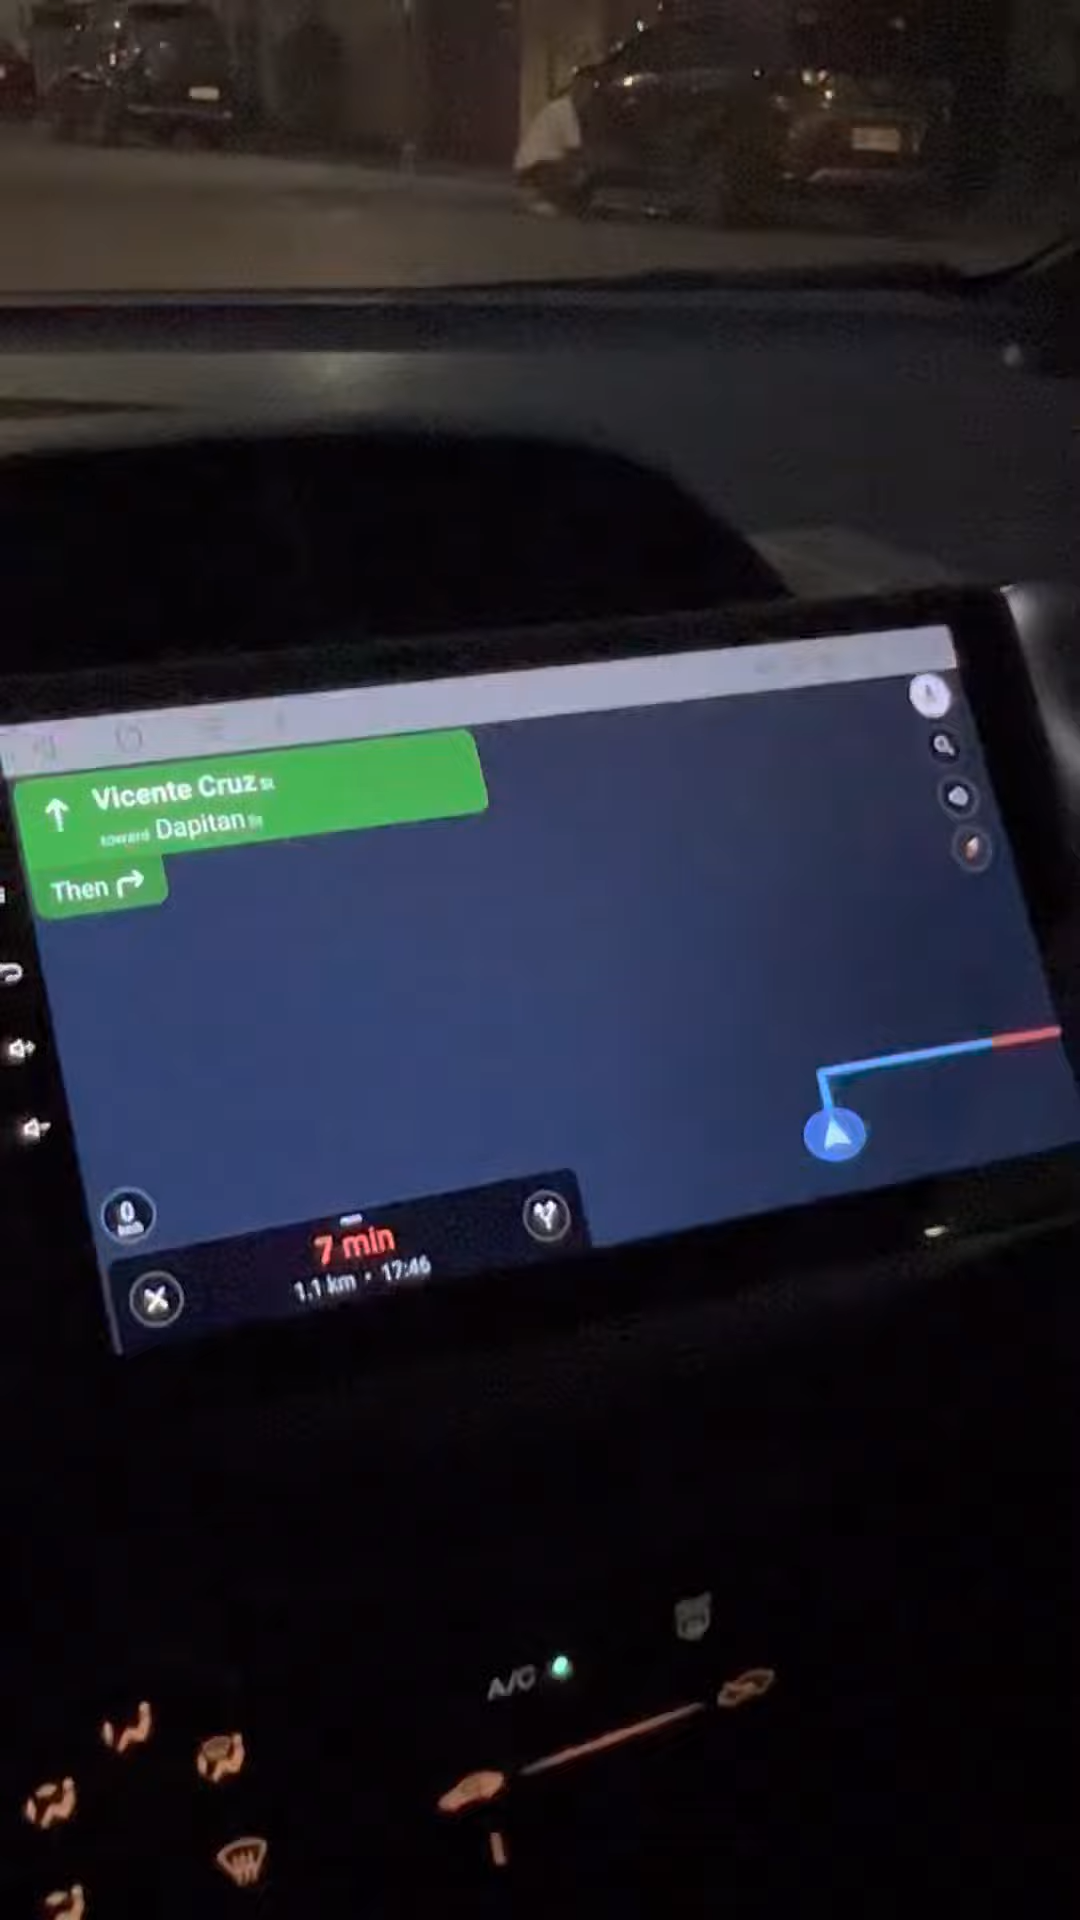 Vicente Cruz St
toward Dapitan St
Then
0
7 min
1.1 km • 17:46
A/C